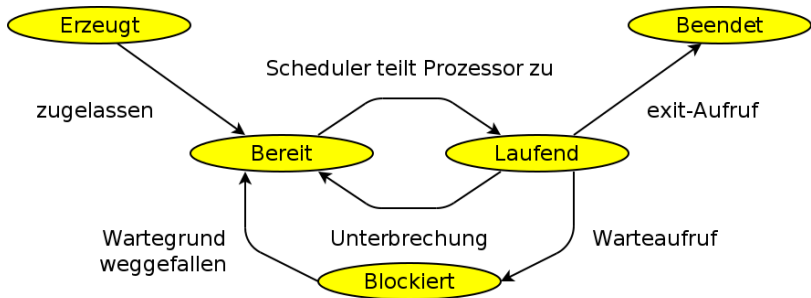 Erzeugt
Beendet
Scheduler teilt Prozessor zu
zugelassen
exit-Aufruf
Bereit
Laufend
Wartegrund
weggefallen
Unterbrechung
Warteaufruf
Blockiert